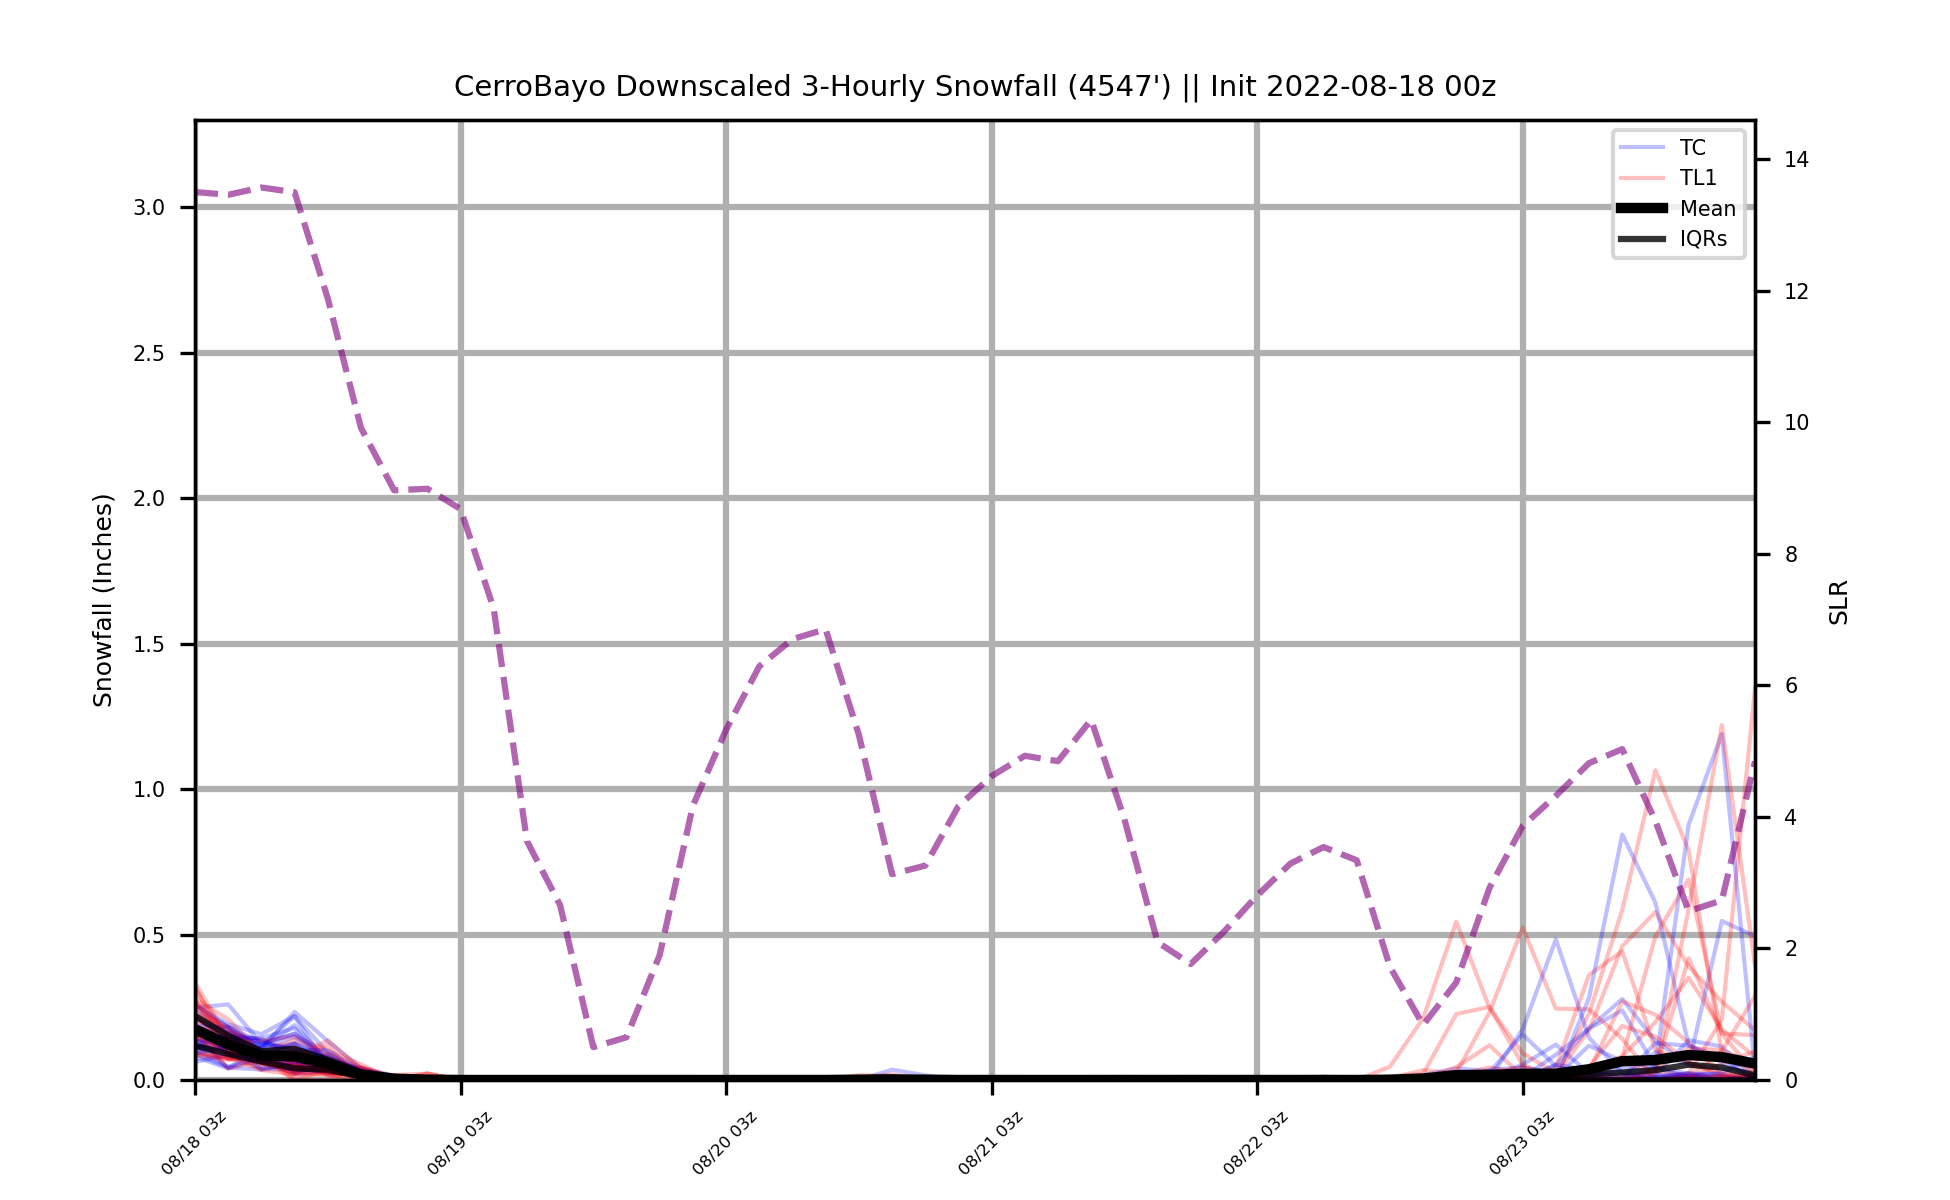 CerroBayo Downscaled 3-Hourly Snowfall (4547') || Init 2022-08-18 00z
TC
TL1
Mean
IQRs
Snowfall (Inches)
3.0
2.5
2.0
1.5
1.0
0.5
0.0
14
12
10
8
6
4
2
0
SLR
08/18 03z
08/19 03z
08/20 03z
08/21 03z
08/22 03z
08/23 03z